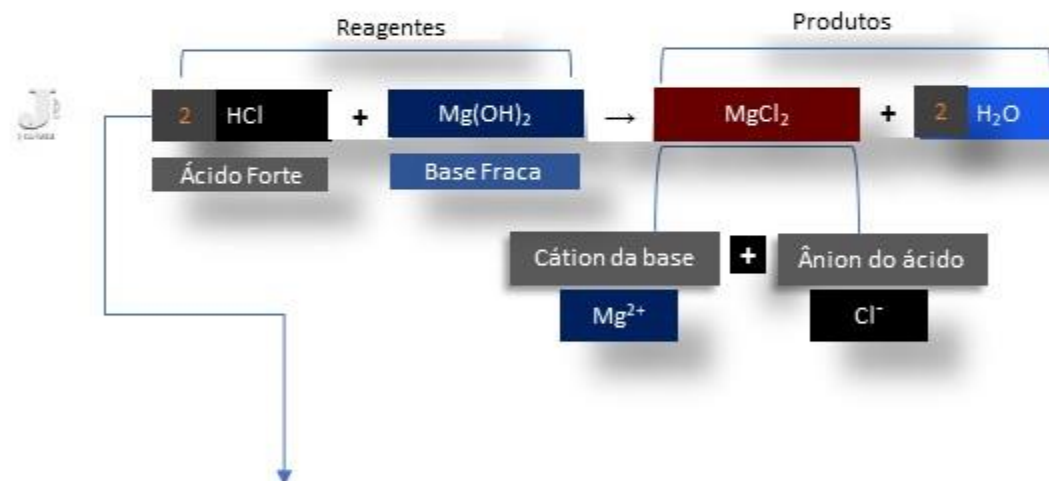 Reagentes
Produtos
2 HCl + Mg(OH)₂ → MgCl₂ + 2 H₂O
Ácido Forte
Base Fraca
Cátion da base + Ânion do ácido
Mg²⁺
Cl⁻